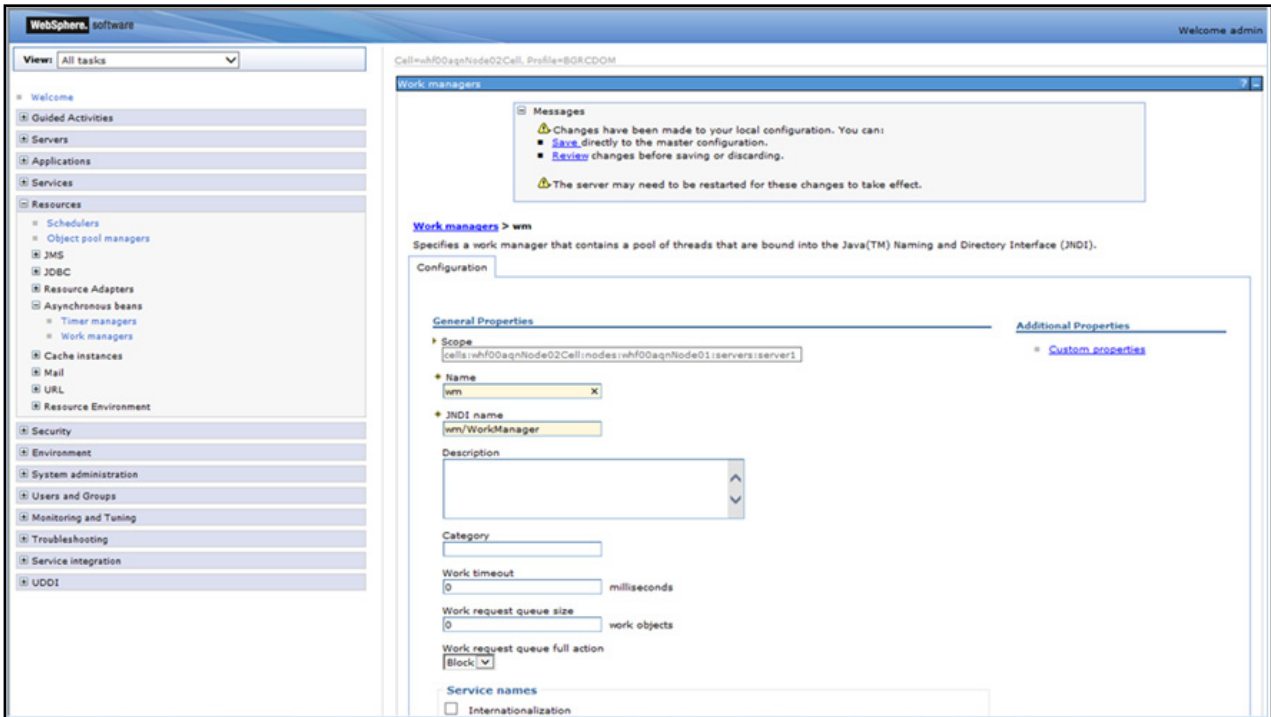 WebSphere. software
Welcome admin
View: All tasks
Cell=whf00aqnNode02Cell, Profile=BGRCDOM
Welcome
Guided Activities
Servers
Applications
Services
Resources
Schedulers
Object pool managers
JMS
JDBC
Resource Adapters
Asynchronous beans
Timer managers
Work managers
Cache instances
Mail
URL
Resource Environment
Security
Environment
System administration
Users and Groups
Monitoring and Tuning
Troubleshooting
Service integration
UDDI
Work managers
? -
Messages
Changes have been made to your local configuration. You can:
Save directly to the master configuration.
Review changes before saving or discarding.
The server may need to be restarted for these changes to take effect.
Work managers > wm
Specifies a work manager that contains a pool of threads that are bound into the Java(TM) Naming and Directory Interface (JNDI).
Configuration
General Properties
Scope
cells:whf00aqnNode02Cell:nodes:whf00aqnNode01:servers:server1
Name
wm
JNDI name
wm/WorkManager
Description
Category
Work timeout
0 milliseconds
Work request queue size
0 work objects
Work request queue full action
Block
Service names
Internationalization
Additional Properties
Custom properties